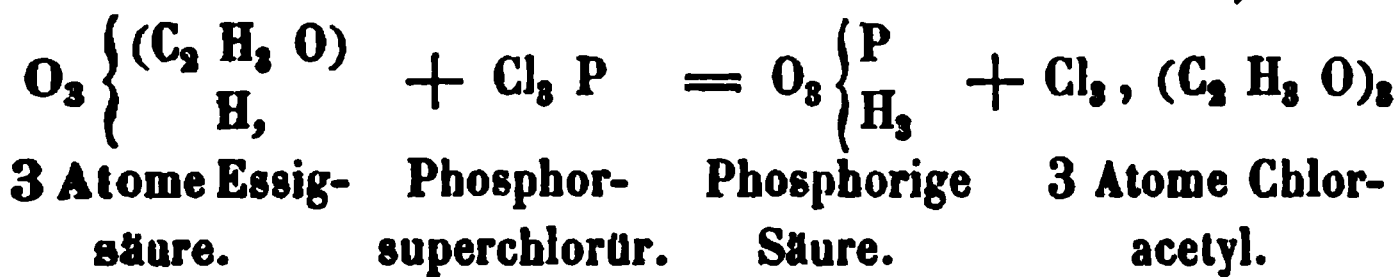 O₃ { (C₂ H₃ O) + Cl₃ P = O₃ { P + Cl₃, (C₂ H₃ O)₃
H, H₃
3 Atome Essig- Phosphor- Phosphorige 3 Atome Chlor-
säure. superchlorür. Säure. acetyl.